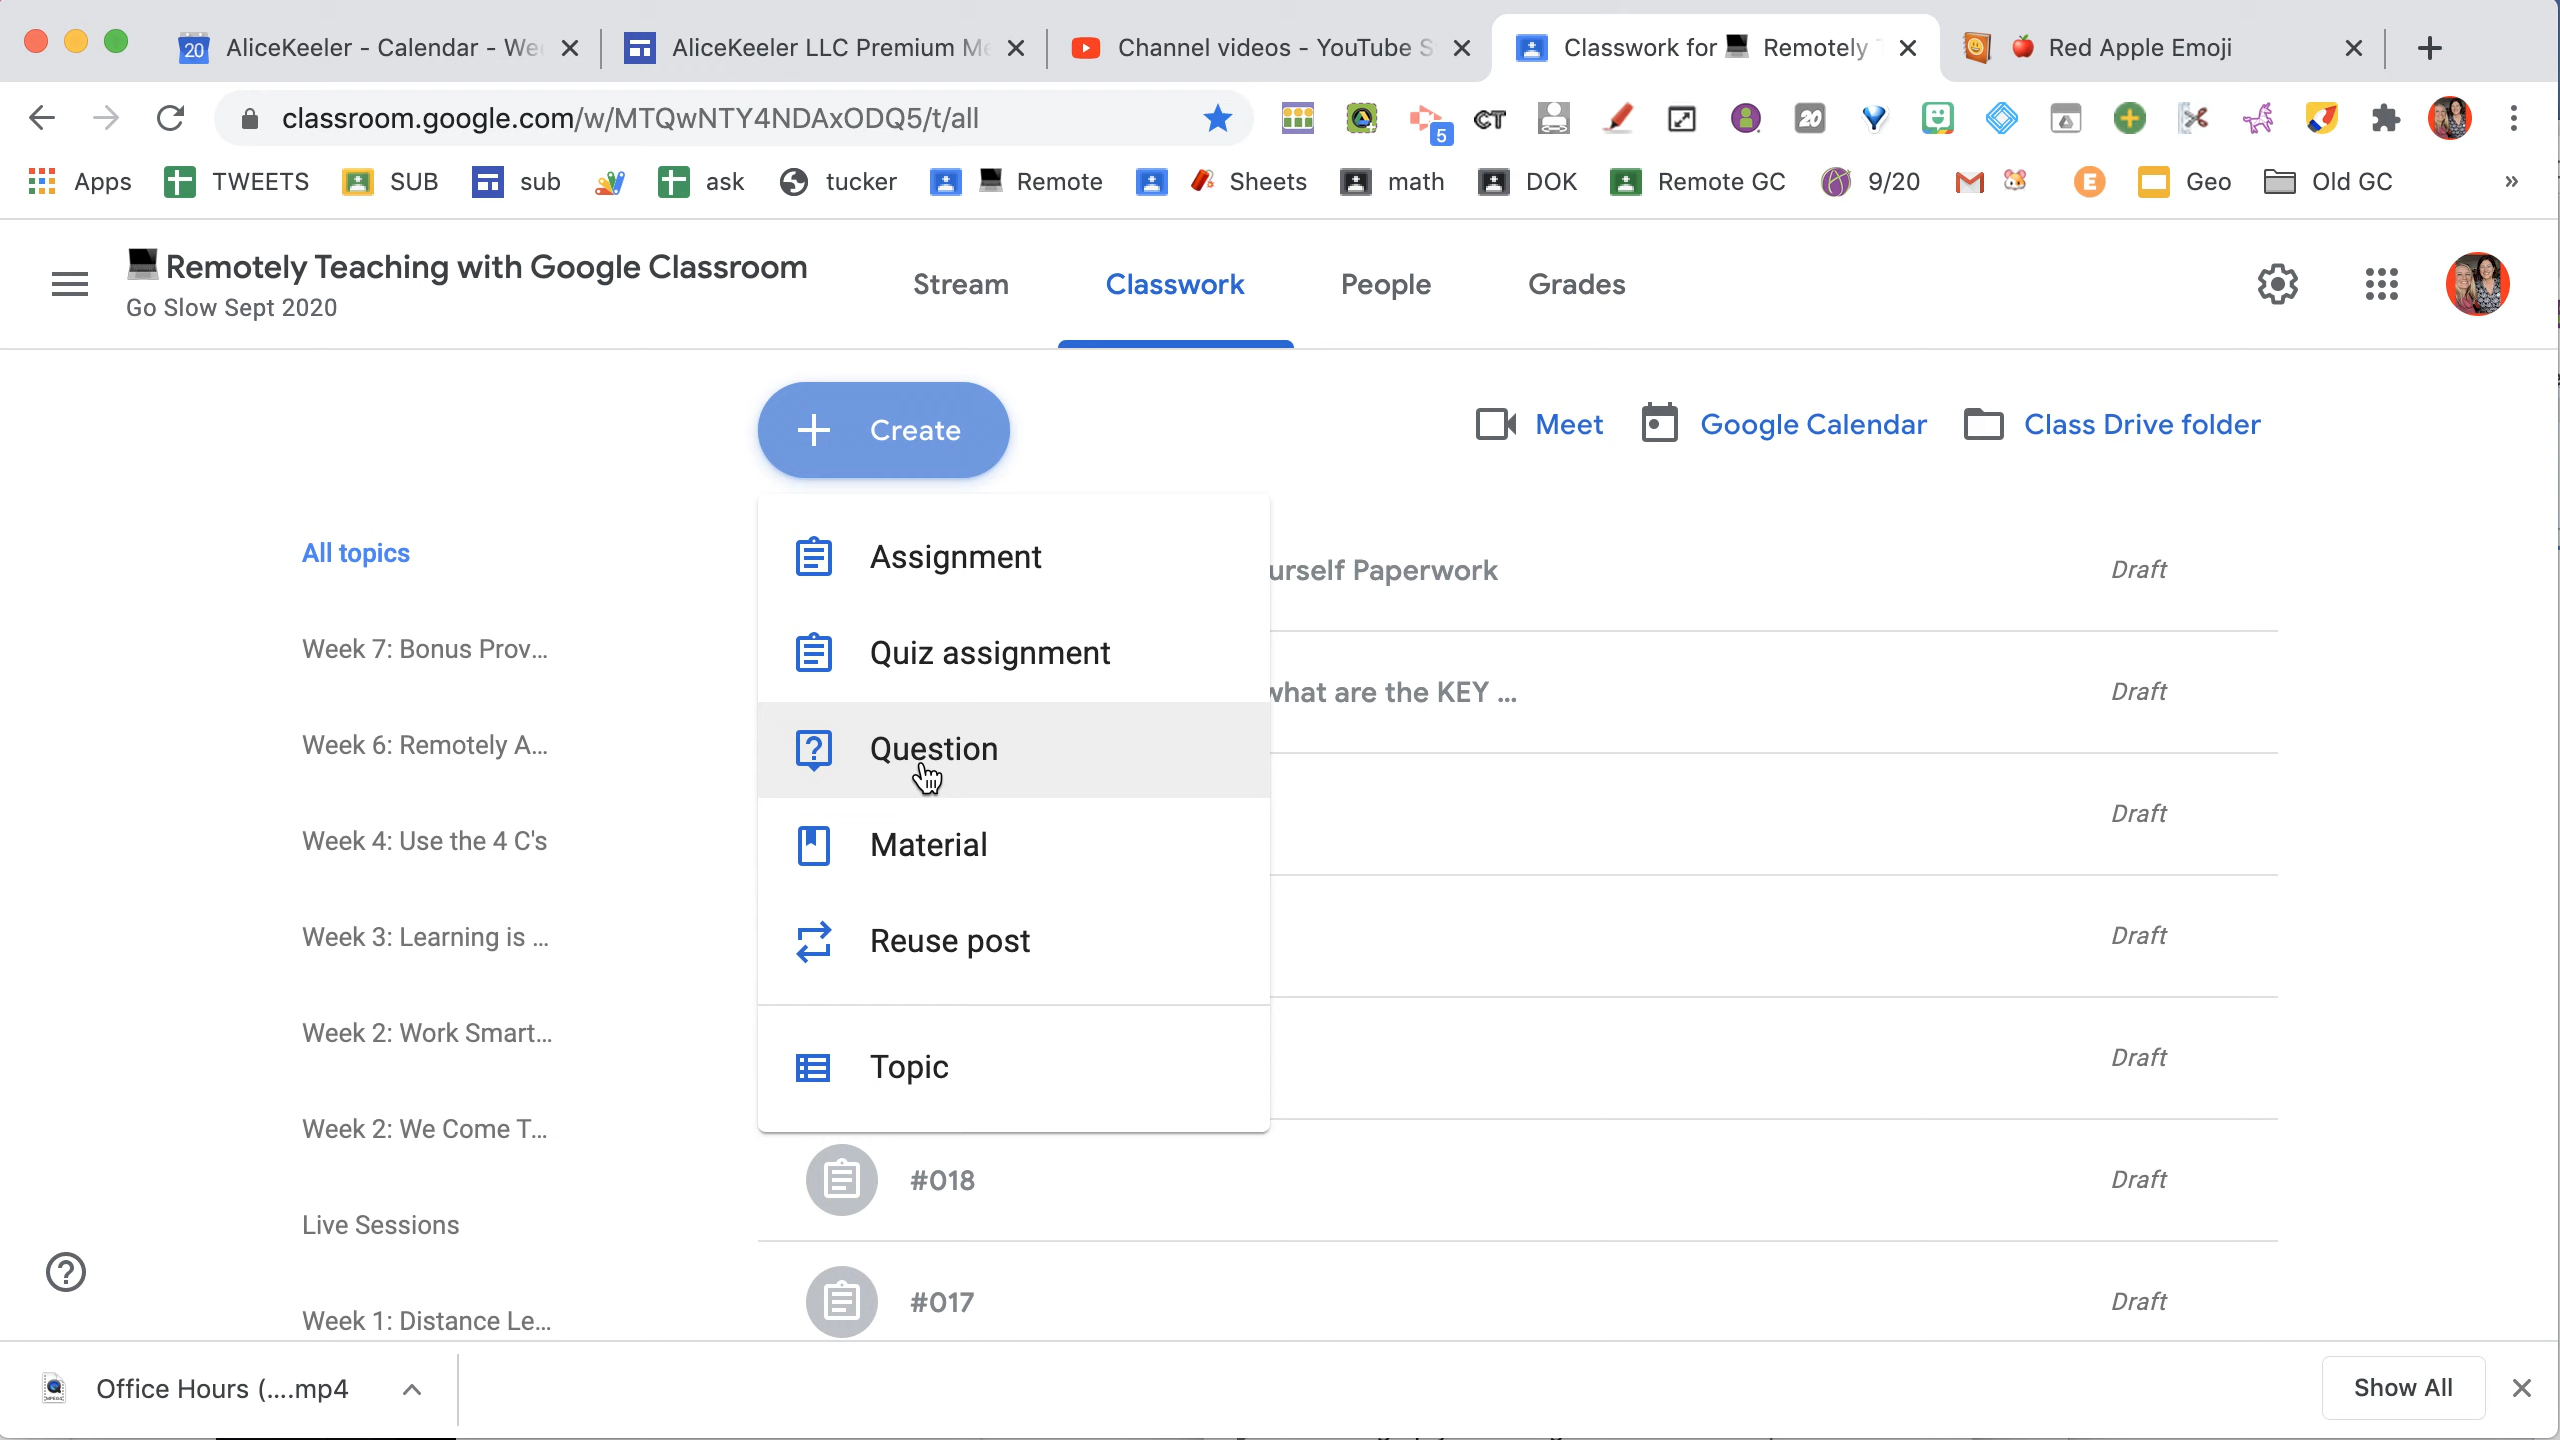 AliceKeeler - Calendar - We
AliceKeeler LLC Premium Me
Channel videos - YouTube S
Classwork for Remotely T
Red Apple Emoji
classroom.google.com/w/MTQwNTY4NDAxODQ5/t/all
5
CT
20
Apps
TWEETS
SUB
sub
ask
tucker
Remote
Sheets
math
DOK
Remote GC
9/20
E
Geo
Old GC
»
Remotely Teaching with Google Classroom
Go Slow Sept 2020
Stream
Classwork
People
Grades
Create
Meet
Google Calendar
Class Drive folder
All topics
Week 7: Bonus Prov...
Week 6: Remotely A...
Week 4: Use the 4 C's
Week 3: Learning is ...
Week 2: Work Smart...
Week 2: We Come T...
Live Sessions
Week 1: Distance Le...
Assignment
Quiz assignment
Question
Material
Reuse post
Topic
urself Paperwork
Draft
what are the KEY ...
Draft
Draft
Draft
Draft
#018
Draft
#017
Draft
Office Hours (....mp4
Show All